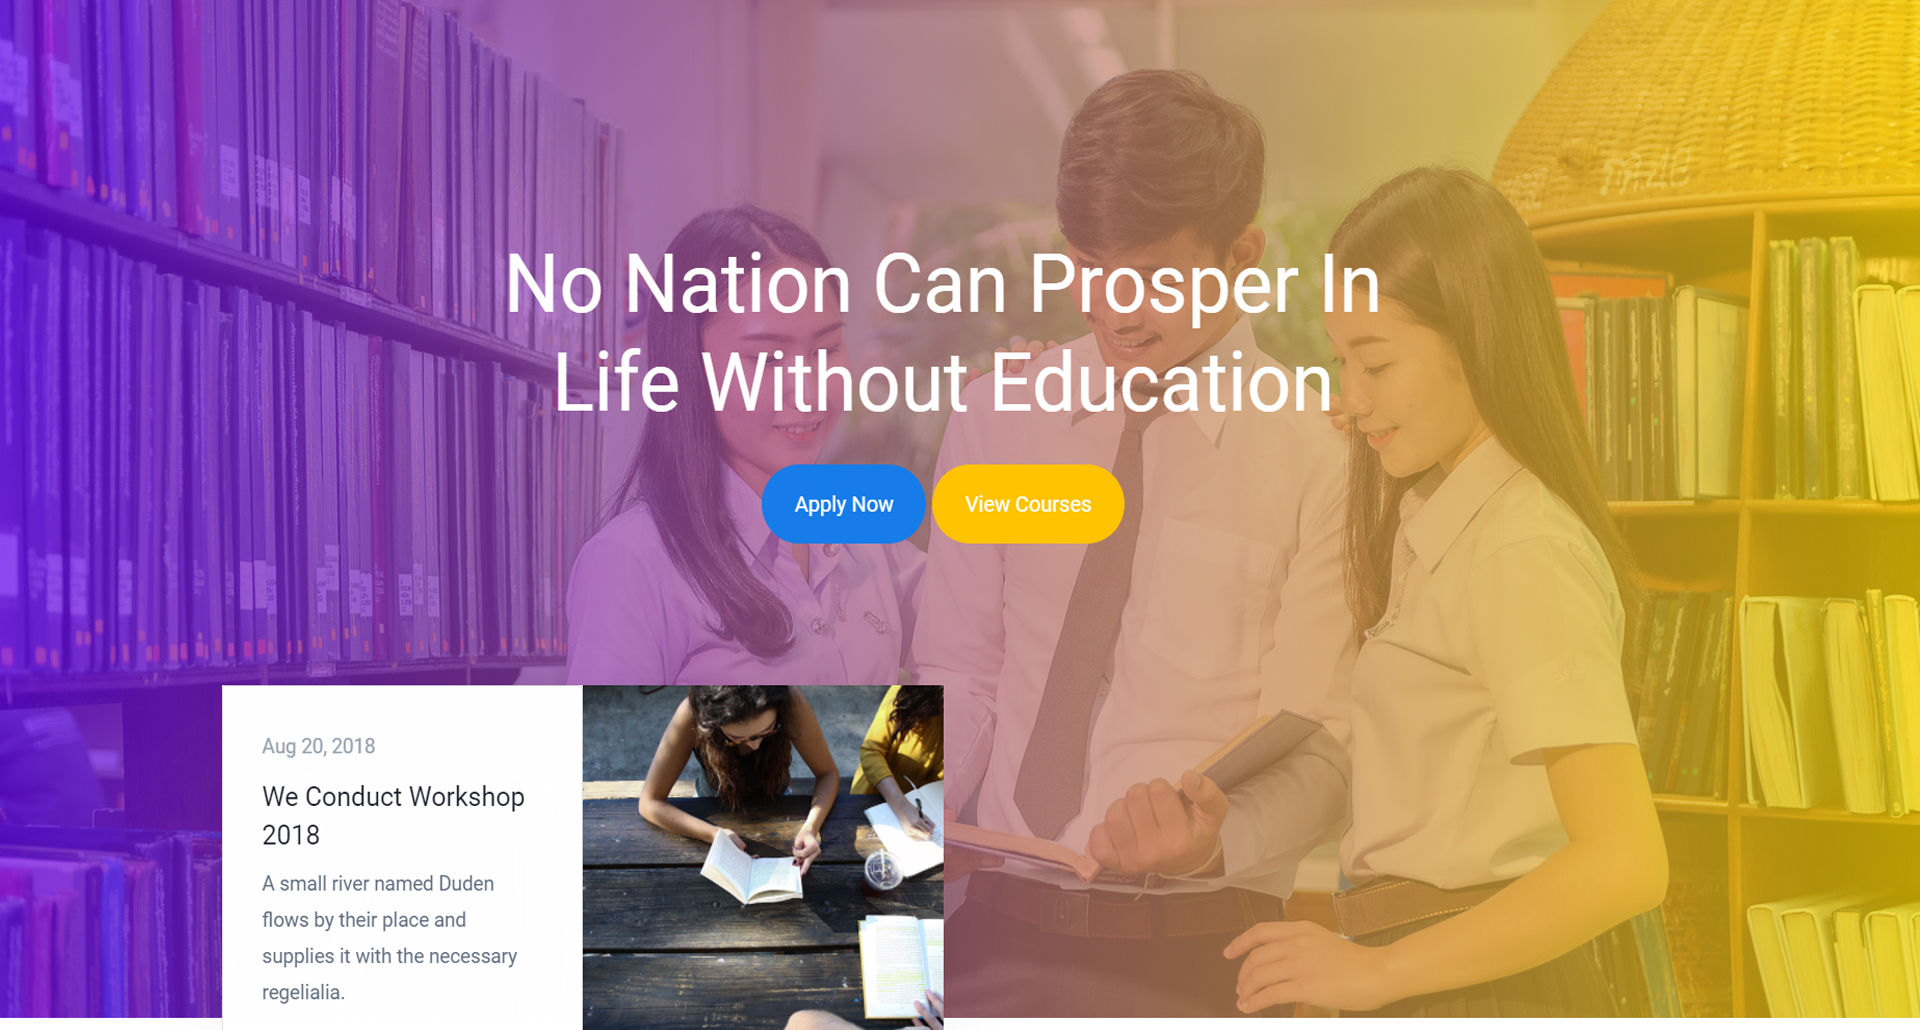 No Nation Can Prosper In
Life Without Education
Apply Now
View Courses
Aug 20, 2018
We Conduct Workshop
2018
A small river named Duden
flows by their place and
supplies it with the necessary
regelialia.